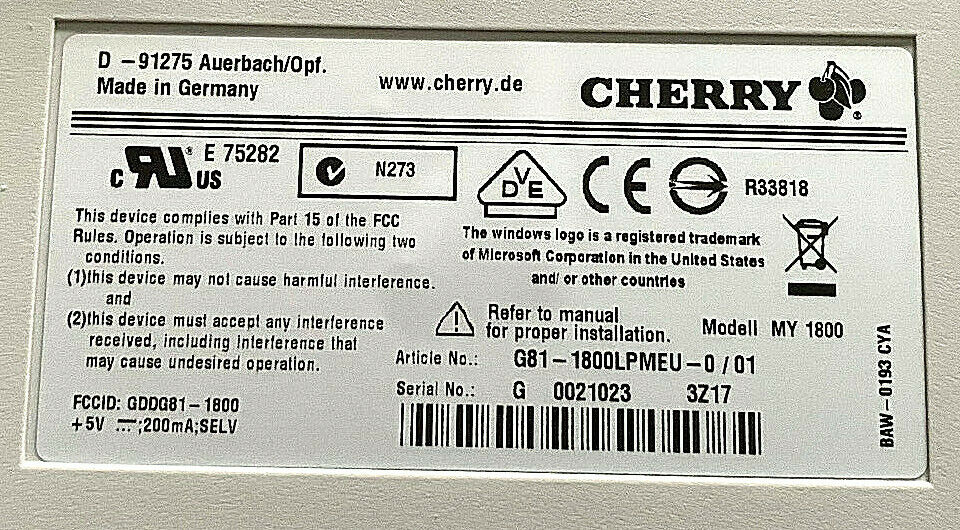 D -91275 Auerbach/Opf.
Made in Germany
www.cherry.de
CHERRY
c RU ® US E 75282
N273
VDE
CE
R33818
This device complies with Part 15 of the FCC
Rules. Operation is subject to the following two
conditions.
(1)this device may not cause harmful interference.
and
(2)this device must accept any interference
received, including interference that
may cause undesired operation.
The windows logo is a registered trademark
of Microsoft Corporation in the United States
and/ or other countries
Refer to manual
for proper installation.
Modell MY 1800
Article No.: G81-1800LPMEU-0 / 01
Serial No.: G 0021023 3Z17
FCCID: GDDG81-1800
+5V ⎓;200mA;SELV
BAW-0193 CYA